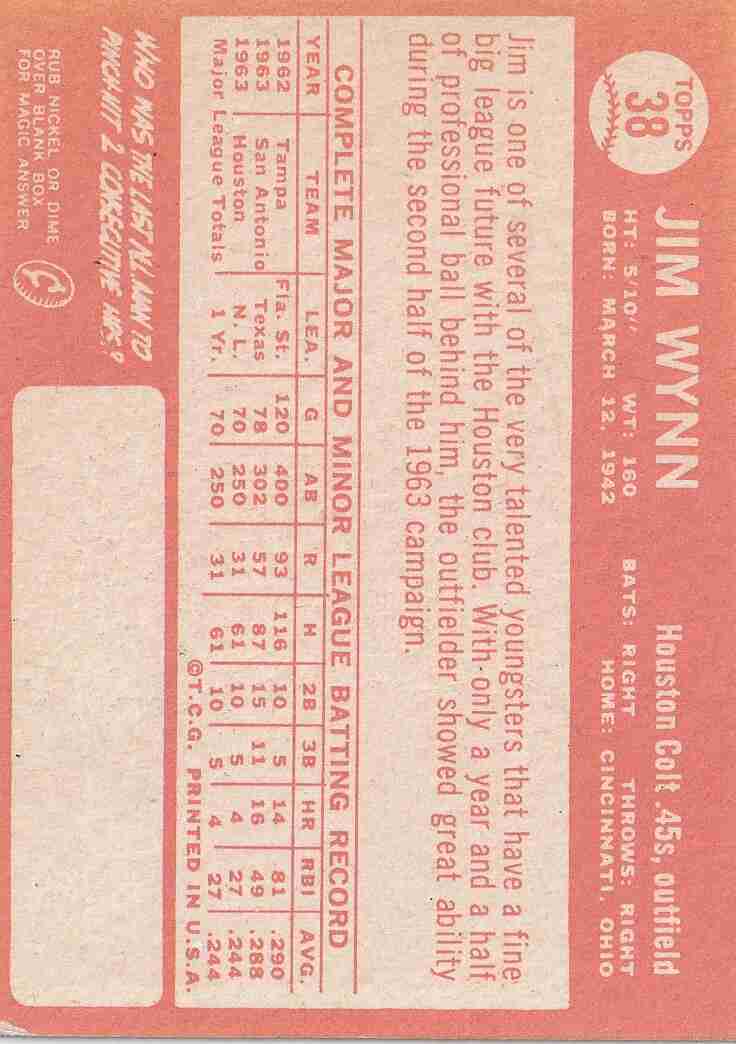 TOPPS
38
JIM WYNN
Houston Colt .45s, outfield
HT: 5'10" WT: 160 BATS: RIGHT THROWS: RIGHT
BORN: MARCH 12, 1942 HOME: CINCINNATI, OHIO
Jim is one of several of the very talented youngsters that have a fine
big league future with the Houston club. With only a year and a half
of professional ball behind him, the outfielder showed great ability
during the second half of the 1963 campaign.
COMPLETE MAJOR AND MINOR LEAGUE BATTING RECORD
YEAR TEAM LEA. G AB R H 2B 3B HR RBI AVG.
1962 Tampa Fla. St. 120 400 93 116 10 5 14 81 .290
1963 San Antonio Texas 78 302 57 87 15 11 16 49 .288
1963 Houston N. L. 70 250 31 61 10 5 4 27 .244
Major League Totals 1 Yr. 70 250 31 61 10 5 4 27 .244
©T.C.G. PRINTED IN U.S.A.
WHO WAS THE LAST N.L. MAN TO
PINCH-HIT 2 CONSECUTIVE HRS?
RUB NICKEL OR DIME
OVER BLANK BOX
FOR MAGIC ANSWER